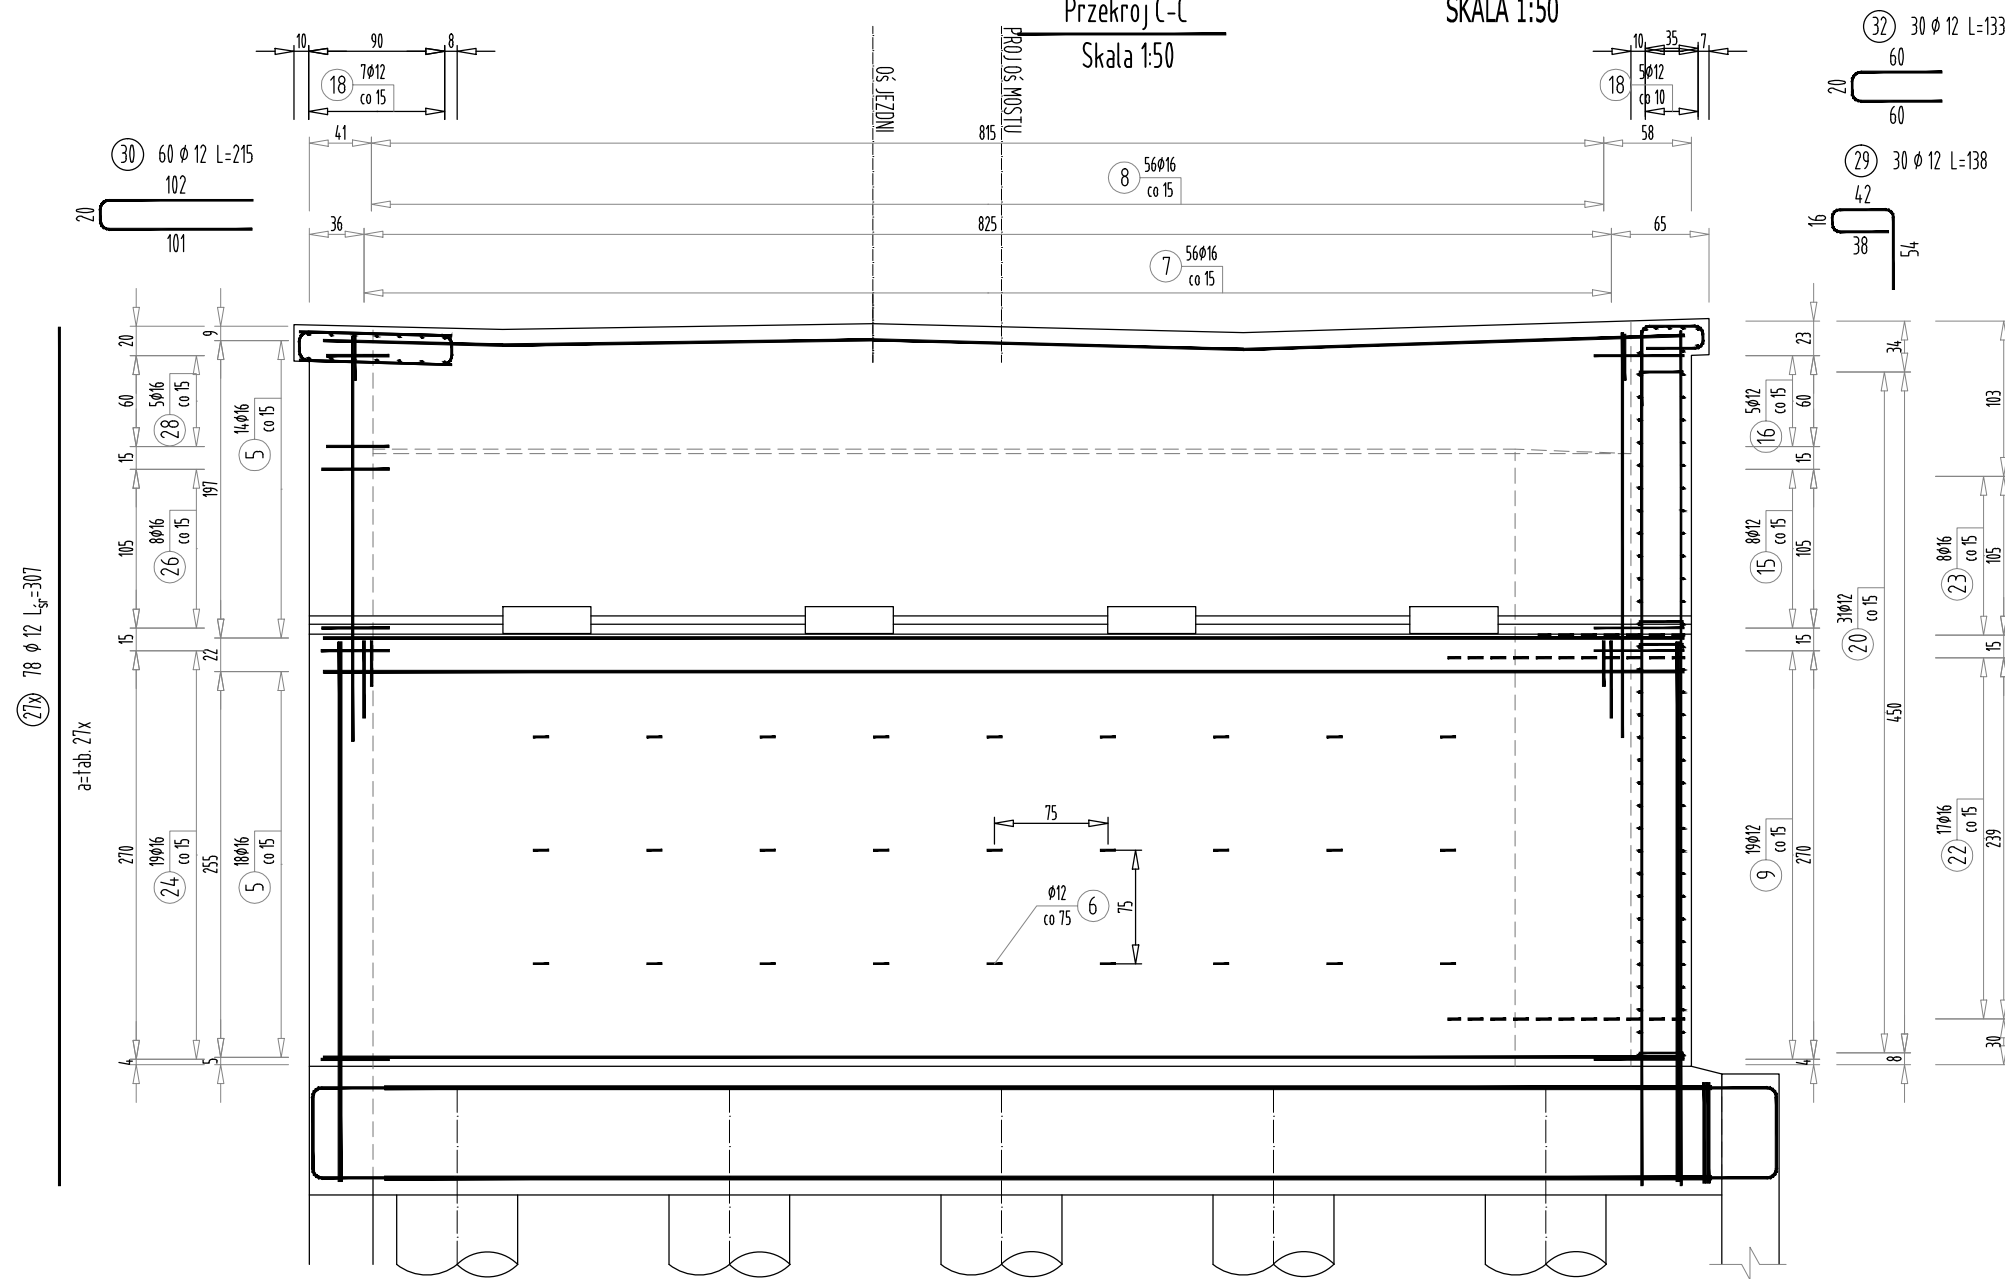 Przekrój C-C
Skala 1:50
SKALA 1:50
OŚ JEZDNI
PROJ OŚ MOSTU
10
90
8
18
7ϕ12
co 15
10
35
7
18
5ϕ12
co 10
32 30 ϕ 12 L=133
60
20
60
30 60 ϕ 12 L=215
102
20
101
29 30 ϕ 12 L=138
42
16
38
54
41
815
58
8
56ϕ16
co 15
36
825
65
7
56ϕ16
co 15
27x 78 ϕ 12 Lśr=307
a=tab. 27x
20
60
15
105
15
270
4
28
5ϕ16
co 15
26
8ϕ16
co 15
24
19ϕ16
co 15
9
197
22
255
5
5
14ϕ16
co 15
5
18ϕ16
co 15
75
75
ϕ12
co 75
6
16
5ϕ12
co 15
15
8ϕ12
co 15
9
19ϕ12
co 15
23
60
15
105
15
270
4
20
31ϕ12
co 15
34
450
8
23
8ϕ16
co 15
22
17ϕ16
co 15
103
105
15
239
30